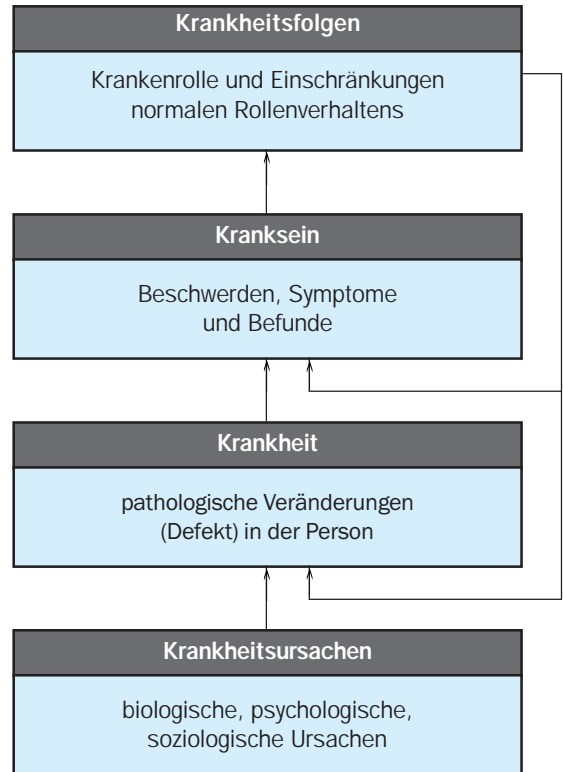 Krankheitsfolgen
Krankenrolle und Einschränkungen
normalen Rollenverhaltens
Kranksein
Beschwerden, Symptome
und Befunde
Krankheit
pathologische Veränderungen
(Defekt) in der Person
Krankheitsursachen
biologische, psychologische,
soziologische Ursachen